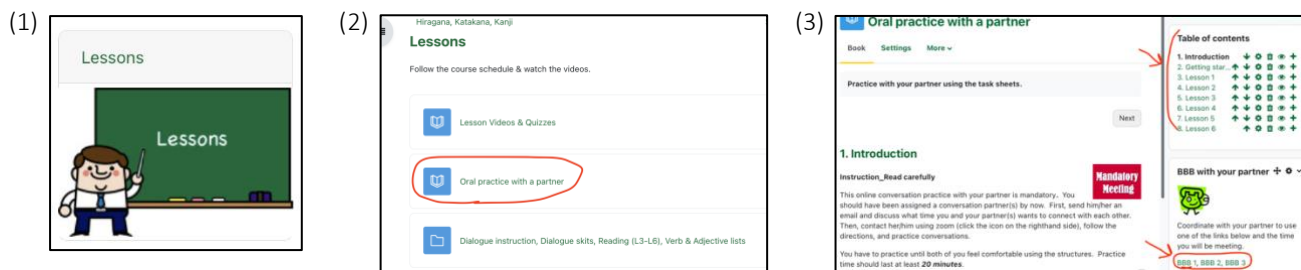 (1)
Lessons
Lessons
(2)
Hiragana, Katakana, Kanji
Lessons
Follow the course schedule & watch the videos.
Lesson Videos & Quizzes
Oral practice with a partner
Dialogue instruction, Dialogue skits, Reading (L3-L6), Verb & Adjective lists
(3)
Oral practice with a partner
Book Settings More
Practice with your partner using the task sheets.
Next
1. Introduction
Instruction_Read carefully
Mandatory
Meeting
This online conversation practice with your partner is mandatory. You
should have been assigned a conversation partner(s) by now. First, send him/her an
email and discuss what time you and your partner(s) wants to connect with each other.
Then, contact her/him using zoom (click the icon on the righthand side), follow the
directions, and practice conversations.
You have to practice until both of you feel comfortable using the structures. Practice
time should last at least 20 minutes.
Table of contents
1. Introduction
2. Getting star...
3. Lesson 1
4. Lesson 2
5. Lesson 3
6. Lesson 4
7. Lesson 5
8. Lesson 6
BBB with your partner
Coordinate with your partner to use
one of the links below and the time
you will be meeting.
BBB 1, BBB 2, BBB 3